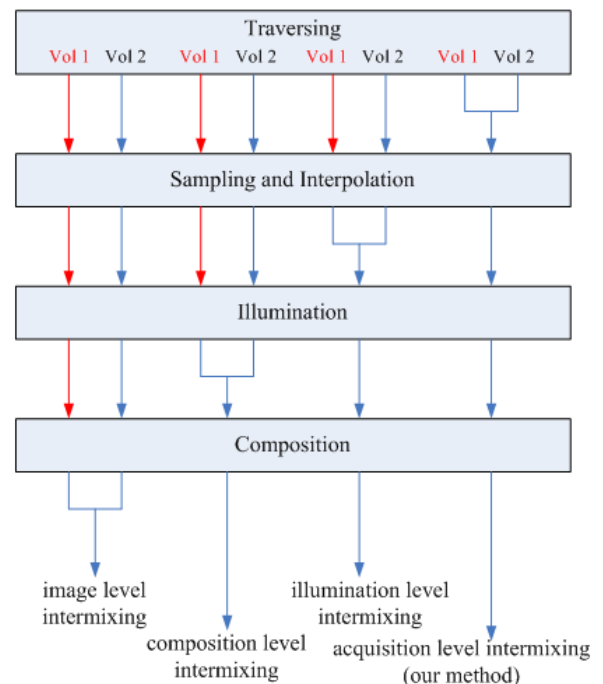 Traversing
Vol 1 Vol 2 Vol 1 Vol 2 Vol 1 Vol 2 Vol 1 Vol 2
Sampling and Interpolation
Illumination
Composition
image level
intermixing
composition level
intermixing
illumination level
intermixing
acquisition level intermixing
(our method)